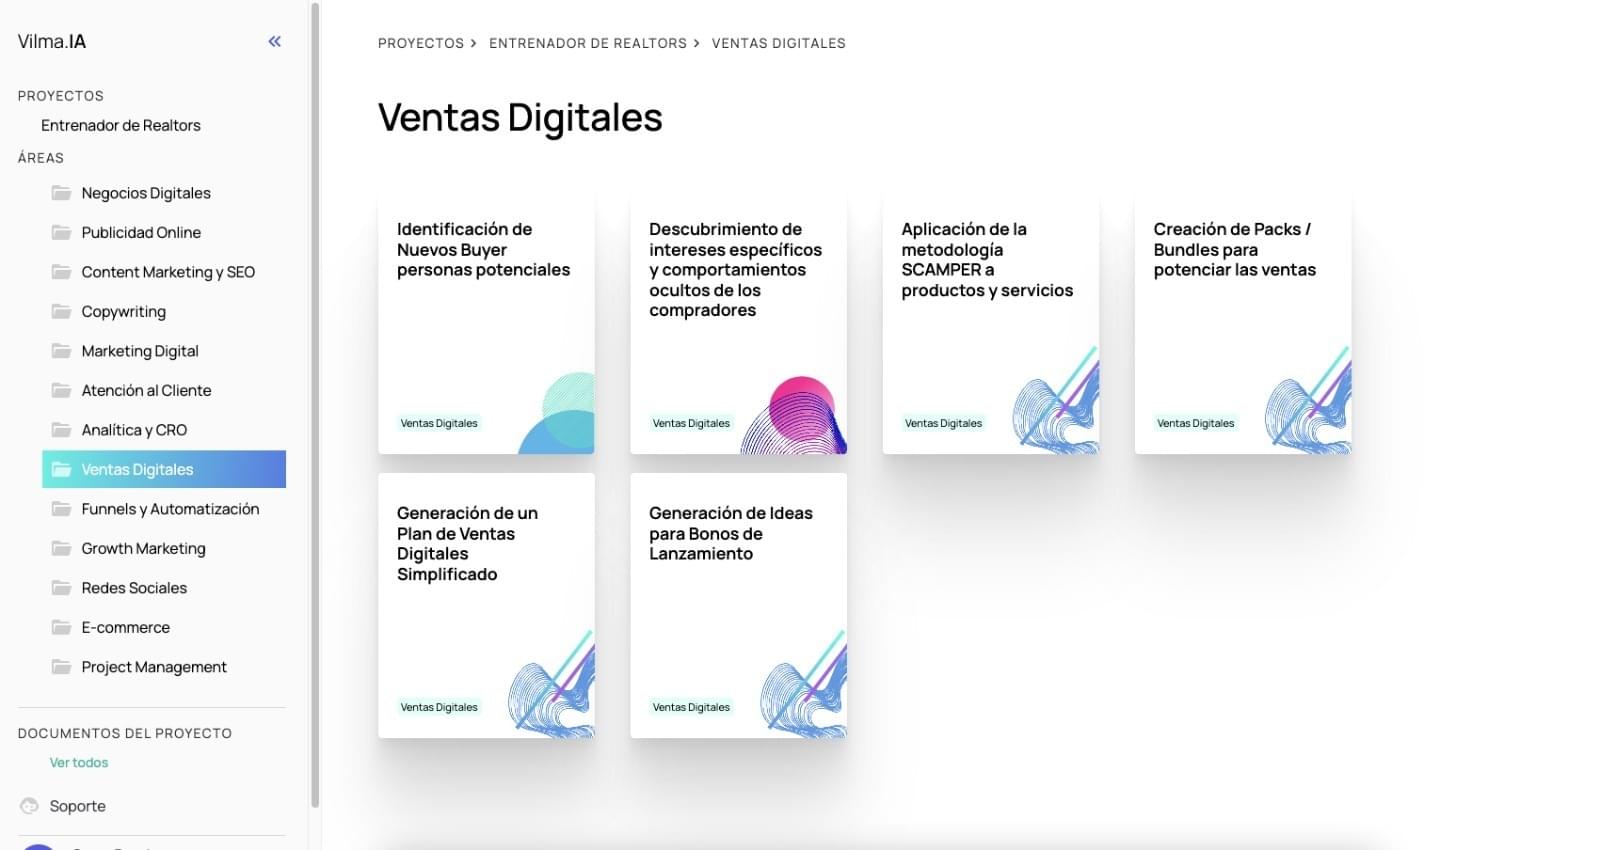 Vilma.IA
PROYECTOS
Entrenador de Realtors
ÁREAS
Negocios Digitales
Publicidad Online
Content Marketing y SEO
Copywriting
Marketing Digital
Atención al Cliente
Analítica y CRO
Ventas Digitales
Funnels y Automatización
Growth Marketing
Redes Sociales
E-commerce
Project Management
DOCUMENTOS DEL PROYECTO
Ver todos
Soporte
PROYECTOS > ENTRENADOR DE REALTORS > VENTAS DIGITALES
Ventas Digitales
Identificación de
Nuevos Buyer
personas potenciales
Ventas Digitales
Descubrimiento de
intereses específicos
y comportamientos
ocultos de los
compradores
Ventas Digitales
Aplicación de la
metodología
SCAMPER a
productos y servicios
Ventas Digitales
Creación de Packs /
Bundles para
potenciar las ventas
Ventas Digitales
Generación de un
Plan de Ventas
Digitales
Simplificado
Ventas Digitales
Generación de Ideas
para Bonos de
Lanzamiento
Ventas Digitales